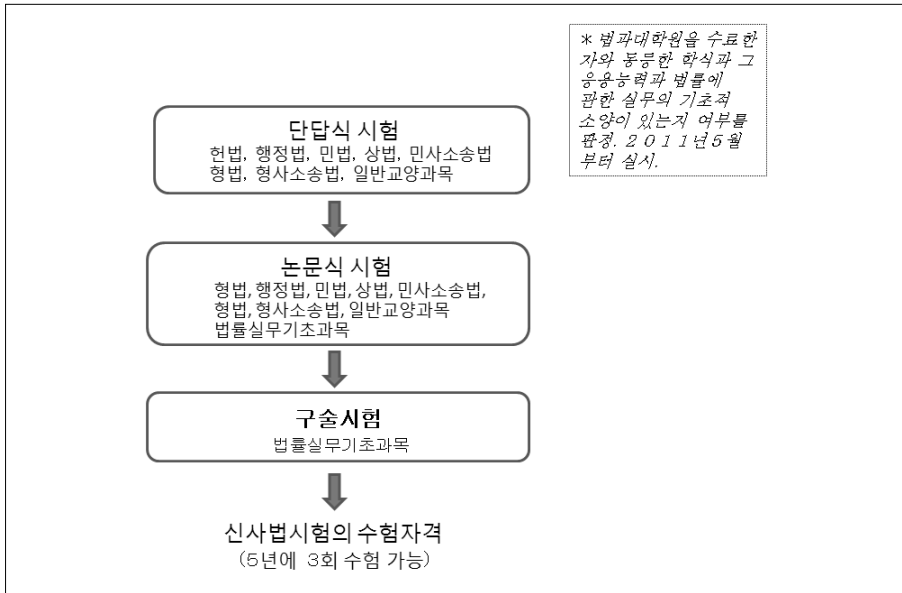 * 법과대학원을 수료한
자와 동등한 학식과 그
응용능력과 법률에
관한 실무의 기초적
소양이 있는지 여부를
판정. 2011년5월
부터 실시.
단답식 시험
헌법, 행정법, 민법, 상법, 민사소송법
형법, 형사소송법, 일반교양과목
논문식 시험
형법, 행정법, 민법, 상법, 민사소송법,
형법, 형사소송법, 일반교양과목
법률실무기초과목
구술시험
법률실무기초과목
신사법시험의 수험자격
(5년에 3회 수험 가능)